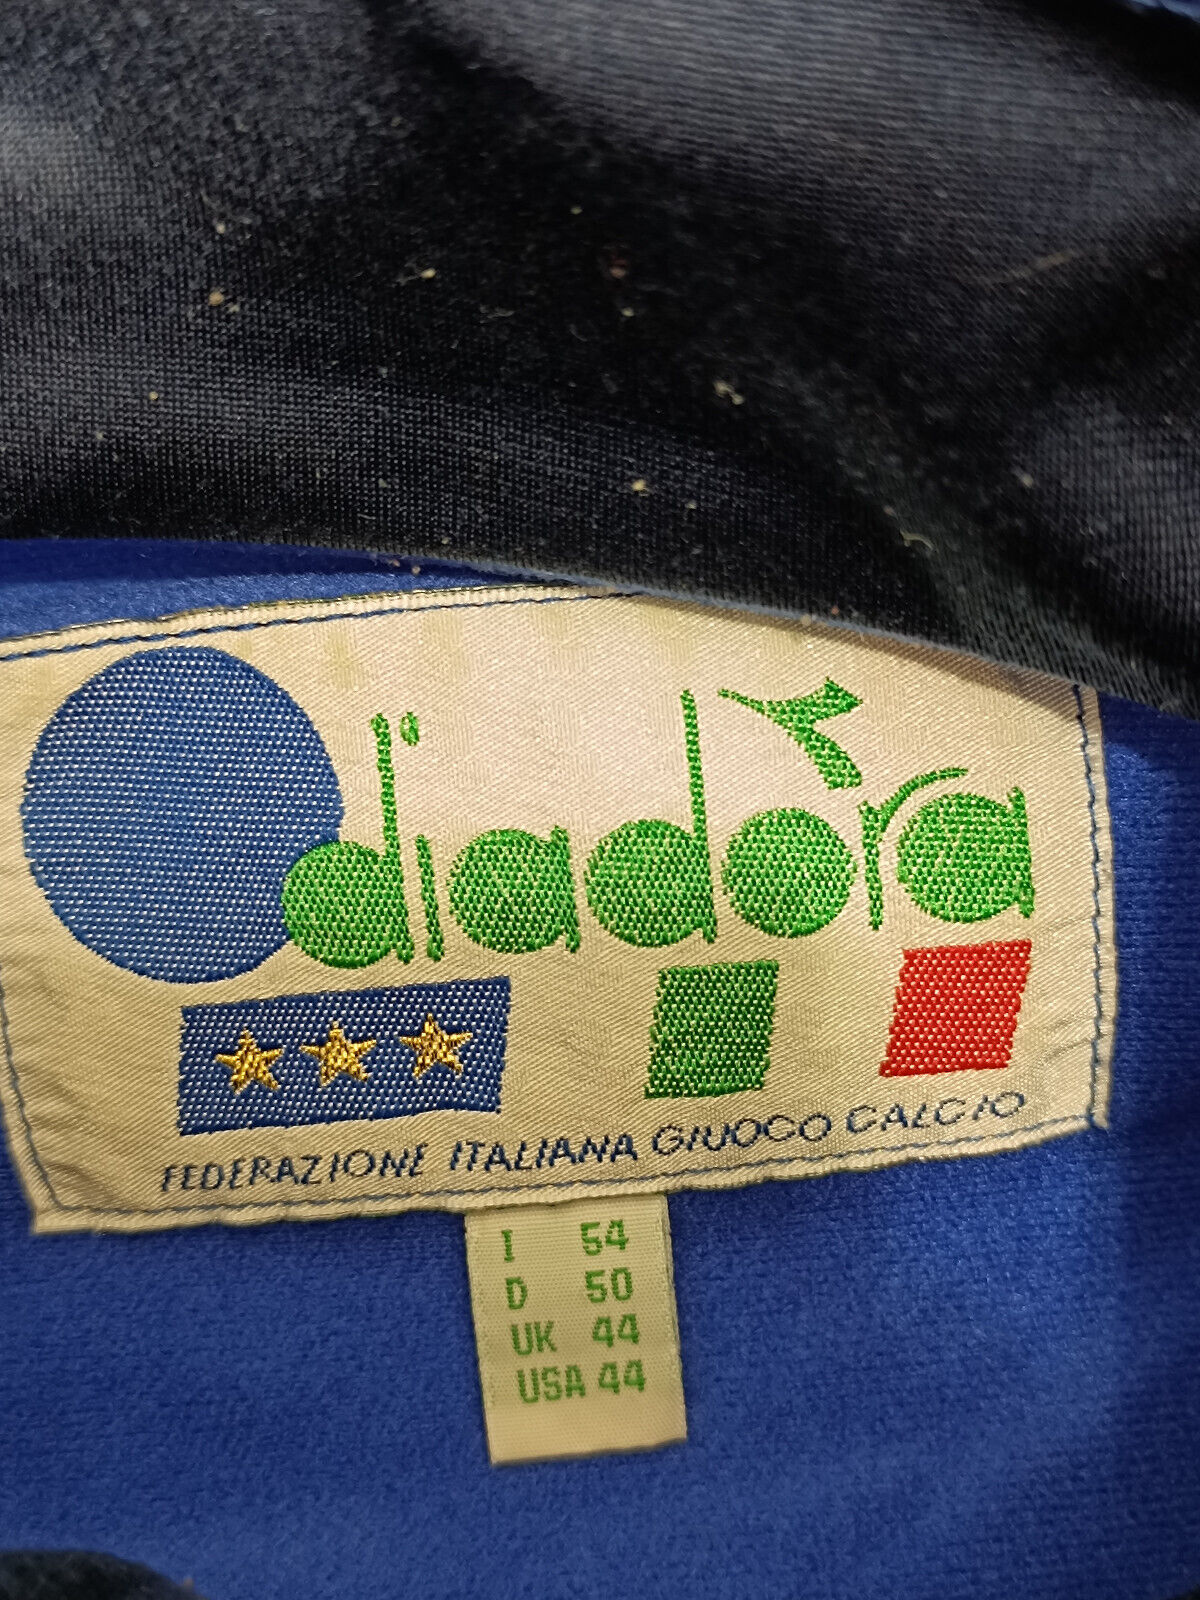 diadora
FEDERAZIONE ITALIANA GIUOCO CALCIO
I 54
D 50
UK 44
USA 44